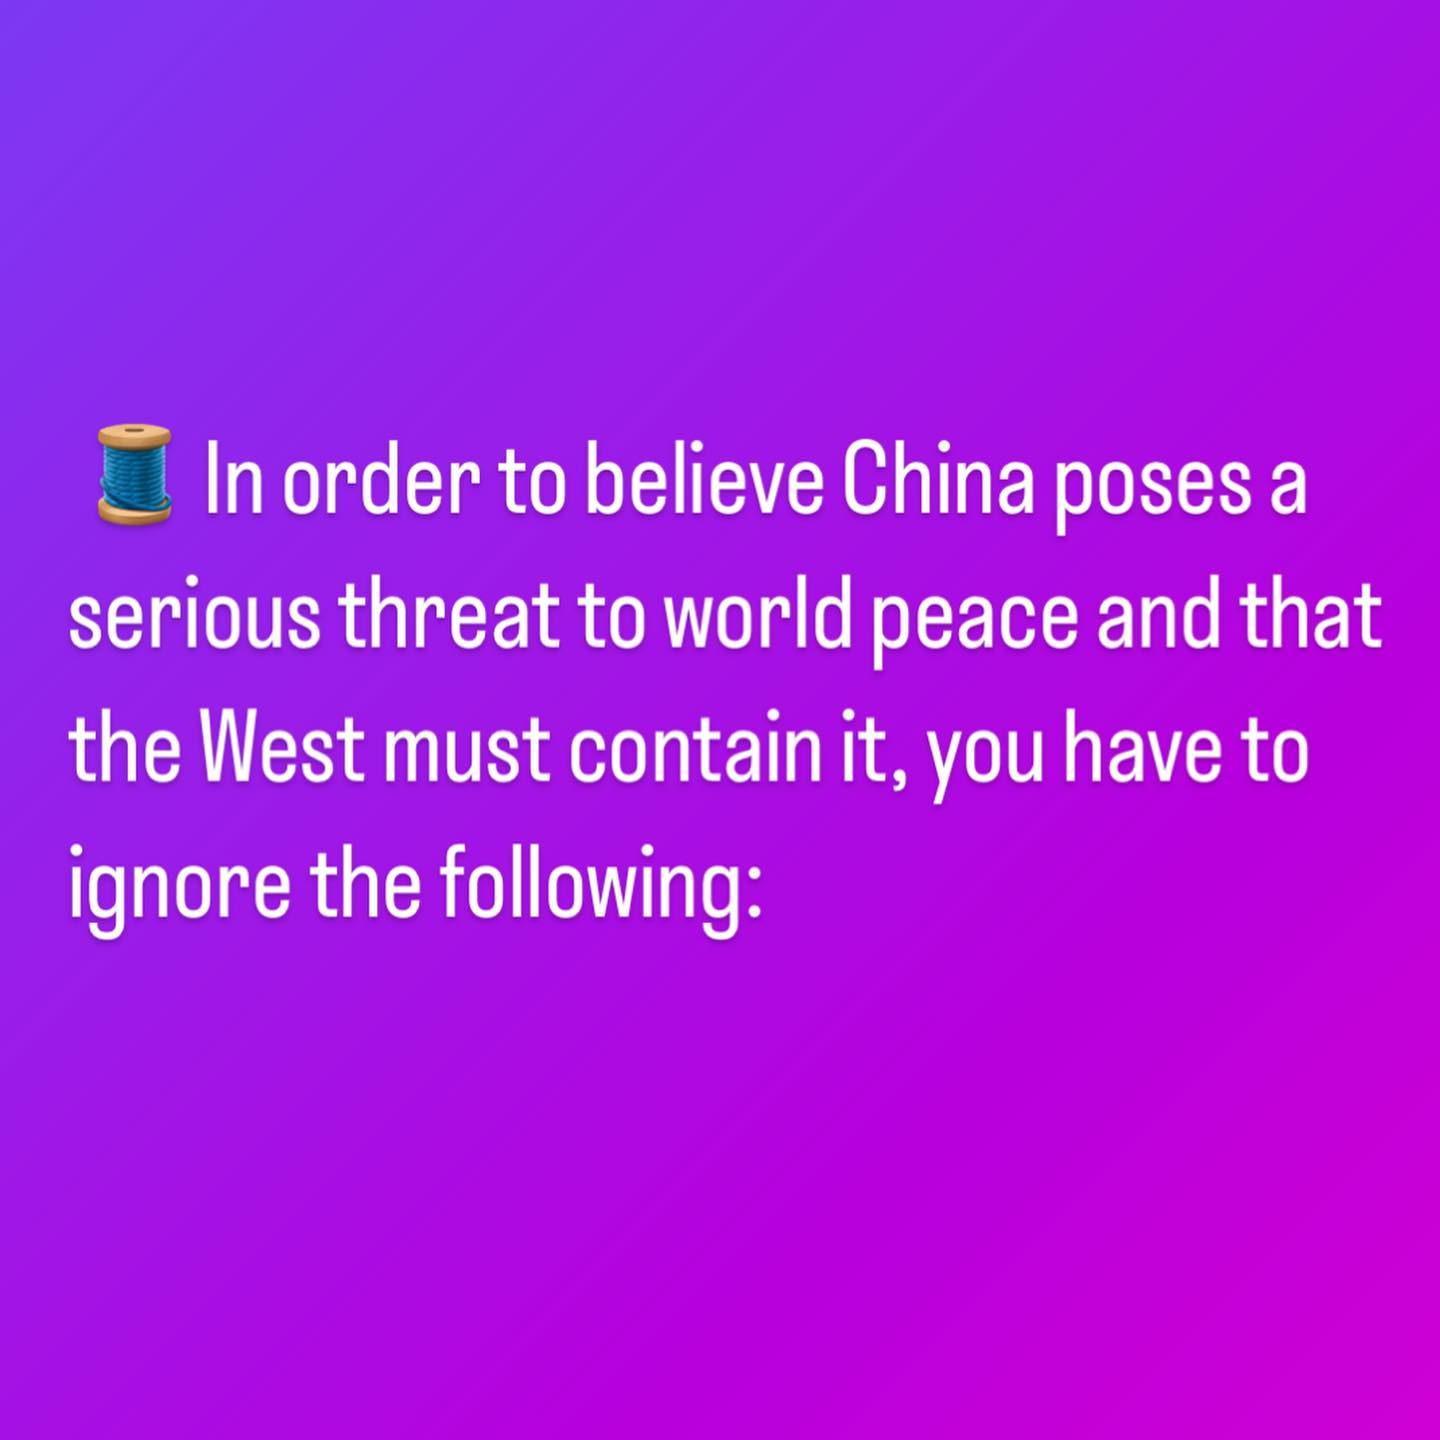 🧵 In order to believe China poses a
serious threat to world peace and that
the West must contain it, you have to
ignore the following: